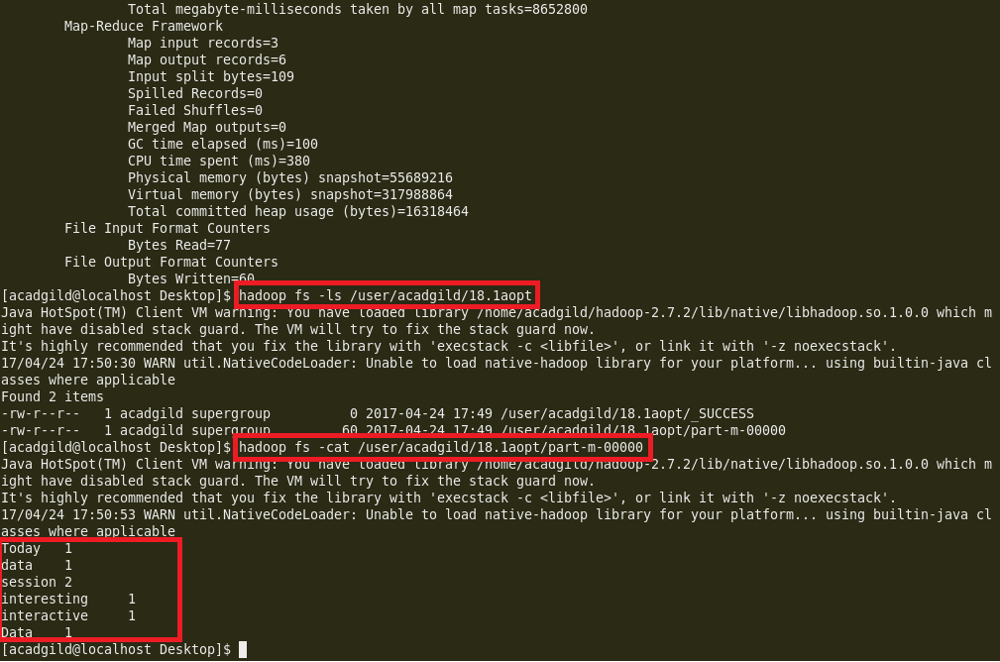 Total megabyte-milliseconds taken by all map tasks=8652800
Map-Reduce Framework
Map input records=3
Map output records=6
Input split bytes=109
Spilled Records=0
Failed Shuffles=0
Merged Map outputs=0
GC time elapsed (ms)=100
CPU time spent (ms)=380
Physical memory (bytes) snapshot=55689216
Virtual memory (bytes) snapshot=317988864
Total committed heap usage (bytes)=16318464
File Input Format Counters
Bytes Read=77
File Output Format Counters
Bytes Written=60
[acadgild@localhost Desktop]$ hadoop fs -ls /user/acadgild/18.1aopt
Java HotSpot(TM) Client VM warning: You have loaded library /home/acadgild/hadoop-2.7.2/lib/native/libhadoop.so.1.0.0 which m
ight have disabled stack guard. The VM will try to fix the stack guard now.
It's highly recommended that you fix the library with 'execstack -c <libfile>', or link it with '-z noexecstack'.
17/04/24 17:50:30 WARN util.NativeCodeLoader: Unable to load native-hadoop library for your platform... using builtin-java cl
asses where applicable
Found 2 items
-rw-r--r--   1 acadgild supergroup          0 2017-04-24 17:49 /user/acadgild/18.1aopt/_SUCCESS
-rw-r--r--   1 acadgild supergroup         60 2017-04-24 17:49 /user/acadgild/18.1aopt/part-m-00000
[acadgild@localhost Desktop]$ hadoop fs -cat /user/acadgild/18.1aopt/part-m-00000
Java HotSpot(TM) Client VM warning: You have loaded library /home/acadgild/hadoop-2.7.2/lib/native/libhadoop.so.1.0.0 which m
ight have disabled stack guard. The VM will try to fix the stack guard now.
It's highly recommended that you fix the library with 'execstack -c <libfile>', or link it with '-z noexecstack'.
17/04/24 17:50:53 WARN util.NativeCodeLoader: Unable to load native-hadoop library for your platform... using builtin-java cl
asses where applicable
Today   1
data    1
session 2
interesting     1
interactive     1
Data    1
[acadgild@localhost Desktop]$